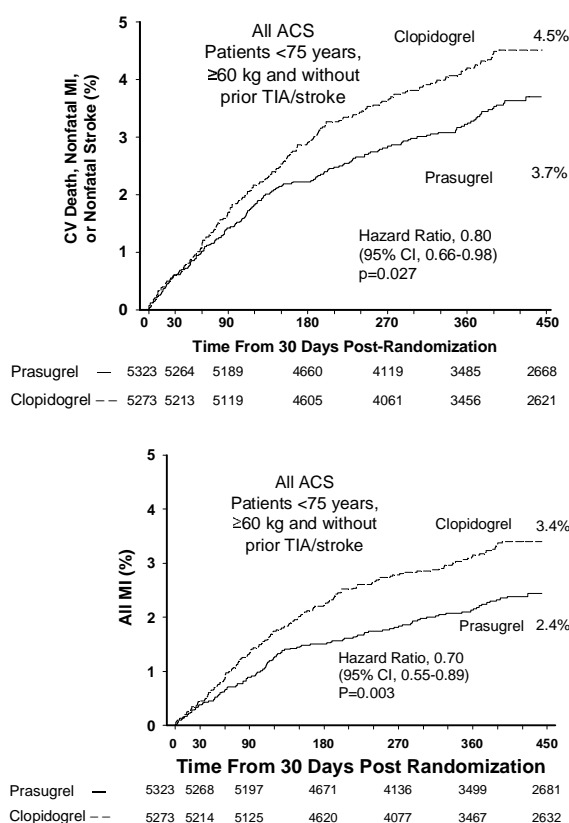 All ACS
Patients <75 years,
≥60 kg and without
prior TIA/stroke
Clopidogrel 4.5%
Prasugrel 3.7%
Hazard Ratio, 0.80
(95% CI, 0.66-0.98)
p=0.027
CV Death, Nonfatal MI,
or Nonfatal Stroke (%)
5
4
3
2
1
0
0 30 90 180 270 360 450
Time From 30 Days Post-Randomization
Prasugrel — 5323 5264 5189 4660 4119 3485 2668
Clopidogrel – – 5273 5213 5119 4605 4061 3456 2621
All ACS
Patients <75 years,
≥60 kg and without
prior TIA/stroke
Clopidogrel 3.4%
Prasugrel 2.4%
Hazard Ratio, 0.70
(95% CI, 0.55-0.89)
P=0.003
All MI (%)
5
4
3
2
1
0
0 30 90 180 270 360 450
Time From 30 Days Post Randomization
Prasugrel — 5323 5268 5197 4671 4136 3499 2681
Clopidogrel – – 5273 5214 5125 4620 4077 3467 2632